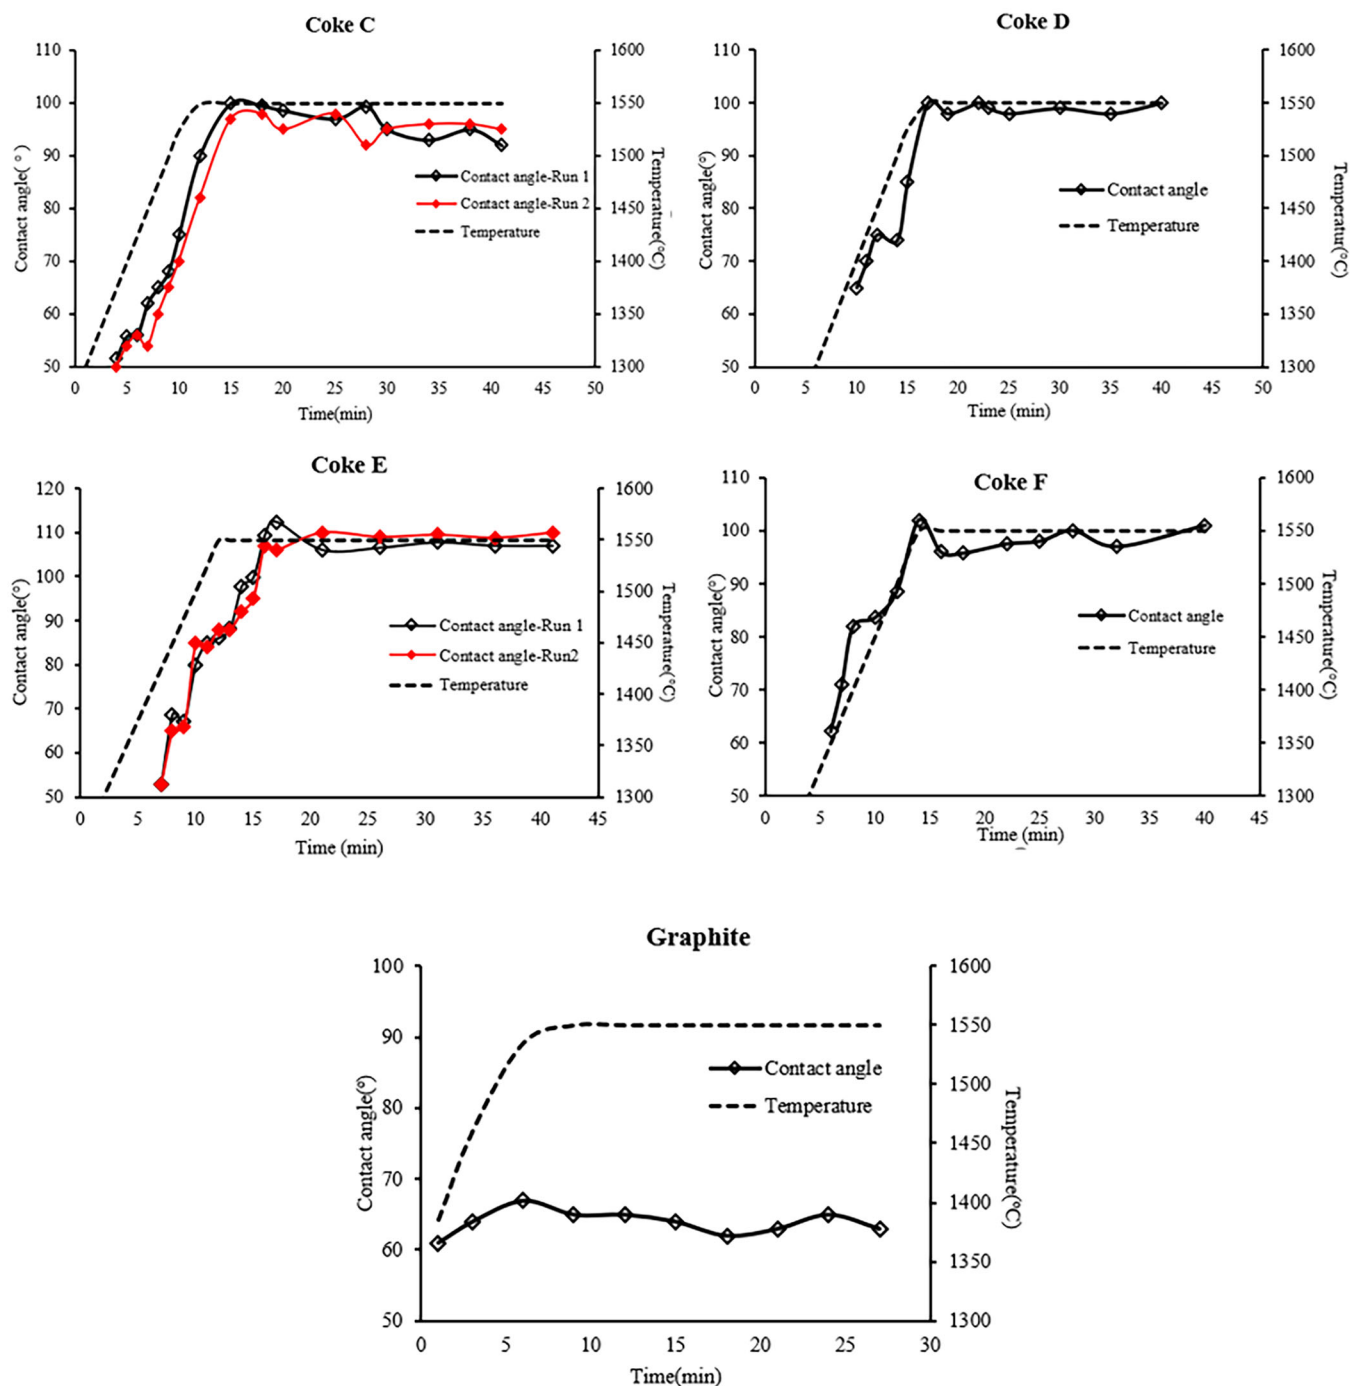 Coke C
110
100
90
80
70
60
50
1600
1550
1500
1450
1400
1350
1300
0 5 10 15 20 25 30 35 40 45 50
Contact angle( ° )
Temperature(°C)
Time(min)
Contact angle-Run 1
Contact angle-Run 2
Temperature
Coke D
110
100
90
80
70
60
50
1600
1550
1500
1450
1400
1350
1300
0 5 10 15 20 25 30 35 40 45 50
Contact angle(°)
Temperatur(°C)
Time (min)
Contact angle
Temperature
Coke E
120
110
100
90
80
70
60
50
1600
1550
1500
1450
1400
1350
1300
0 5 10 15 20 25 30 35 40 45
Contact angle(°)
Temperature(°C)
Time (min)
Contact angle-Run 1
Contact angle-Run2
Temperature
Coke F
110
100
90
80
70
60
50
1600
1550
1500
1450
1400
1350
1300
0 5 10 15 20 25 30 35 40 45
Contact angle(°)
Temperature(°C)
Time (min)
Contact angle
Temperature
Graphite
100
90
80
70
60
50
1600
1550
1500
1450
1400
1350
1300
0 5 10 15 20 25 30
Contact angle(°)
Temperature(°C)
Time(min)
Contact angle
Temperature